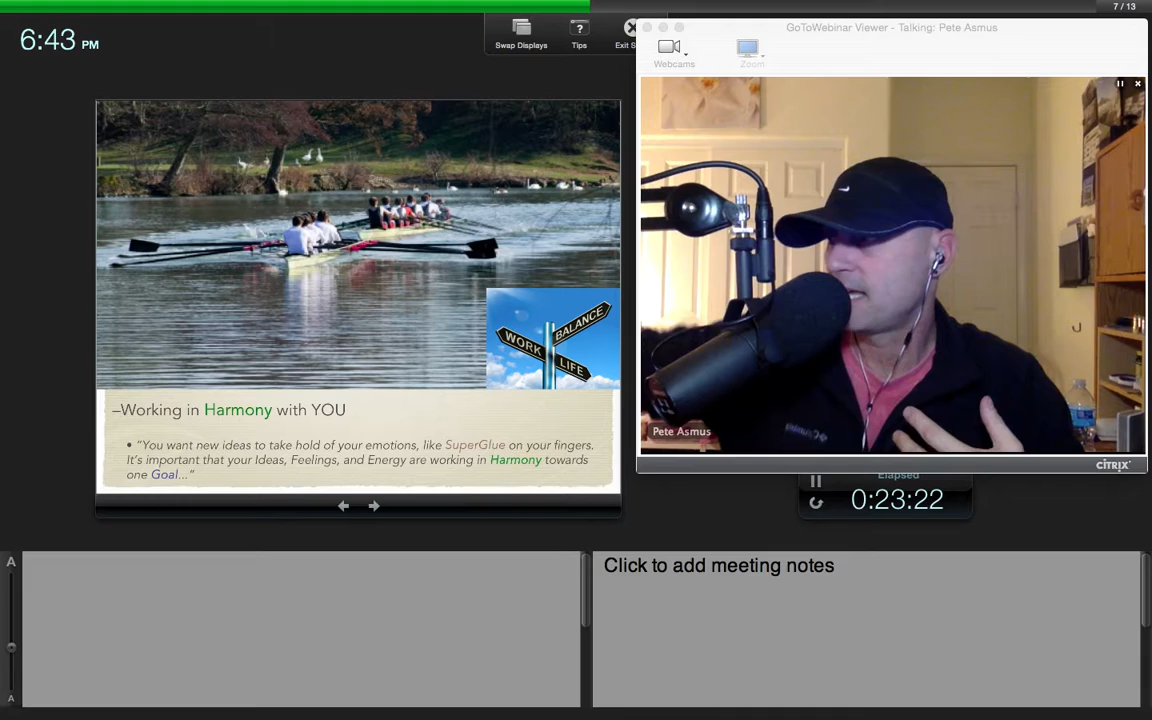 7 / 13
6:43 PM
Swap Displays
Tips
Exit S
GoToWebinar Viewer - Talking: Pete Asmus
Webcams
Zoom
WORK
BALANCE
LIFE
–Working in Harmony with YOU
• "You want new ideas to take hold of your emotions, like SuperGlue on your fingers.
It's important that your Ideas, Feelings, and Energy are working in Harmony towards
one Goal..."
Pete Asmus
CITRIX
Elapsed
0:23:22
A
A
Click to add meeting notes